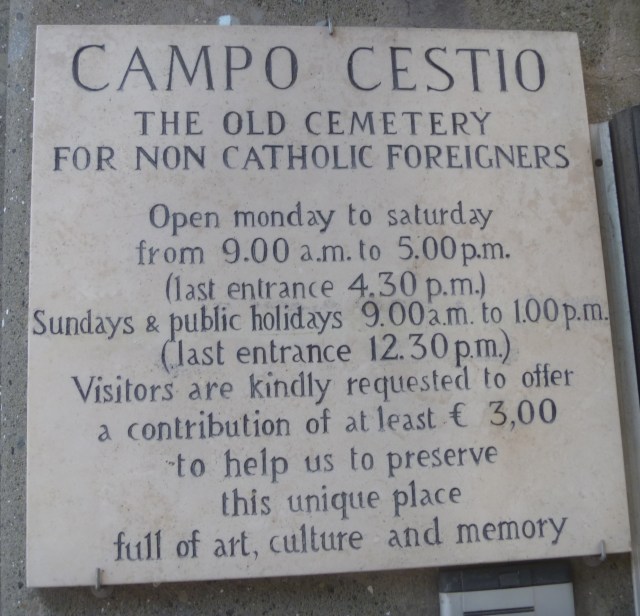 CAMPO CESTIO
THE OLD CEMETERY
FOR NON CATHOLIC FOREIGNERS
Open monday to saturday
from 9.00 a.m. to 5.00 p.m.
(last entrance 4.30 p.m.)
Sundays & public holidays 9.00 a.m. to 1.00 p.m.
(last entrance 12.30 p.m.)
Visitors are kindly requested to offer
a contribution of at least € 3,00
to help us to preserve
this unique place
full of art, culture and memory